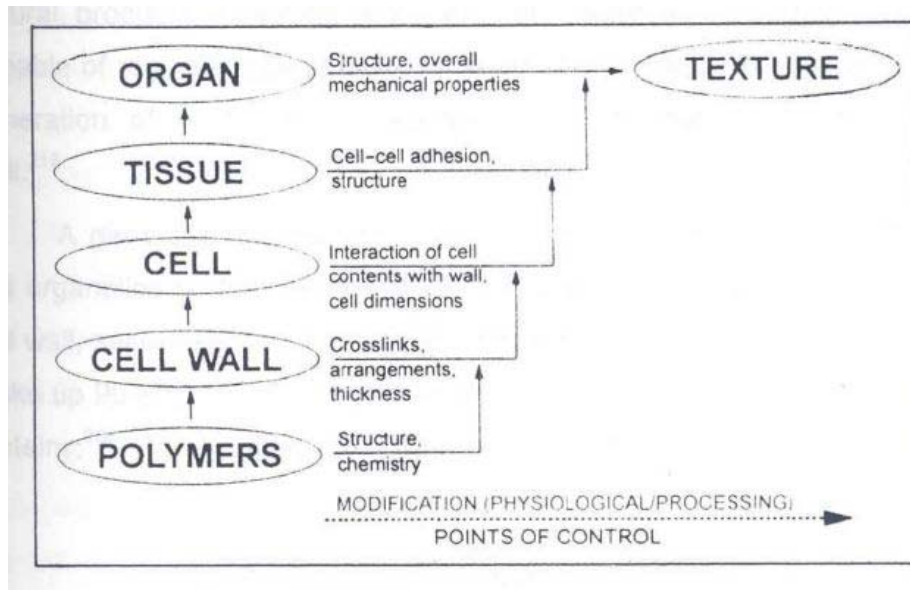 ORGAN
Structure, overall
mechanical properties
TEXTURE
TISSUE
Cell-cell adhesion,
structure
CELL
Interaction of cell
contents with wall,
cell dimensions
CELL WALL
Crosslinks,
arrangements,
thickness
POLYMERS
Structure,
chemistry
MODIFICATION (PHYSIOLOGICAL/PROCESSING)
POINTS OF CONTROL